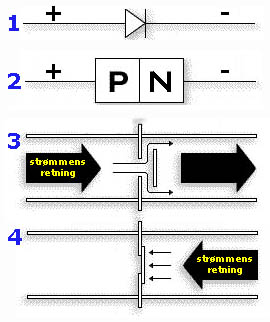 1 + -
2 + P N -
3
strømmens
retning
4
strømmens
retning